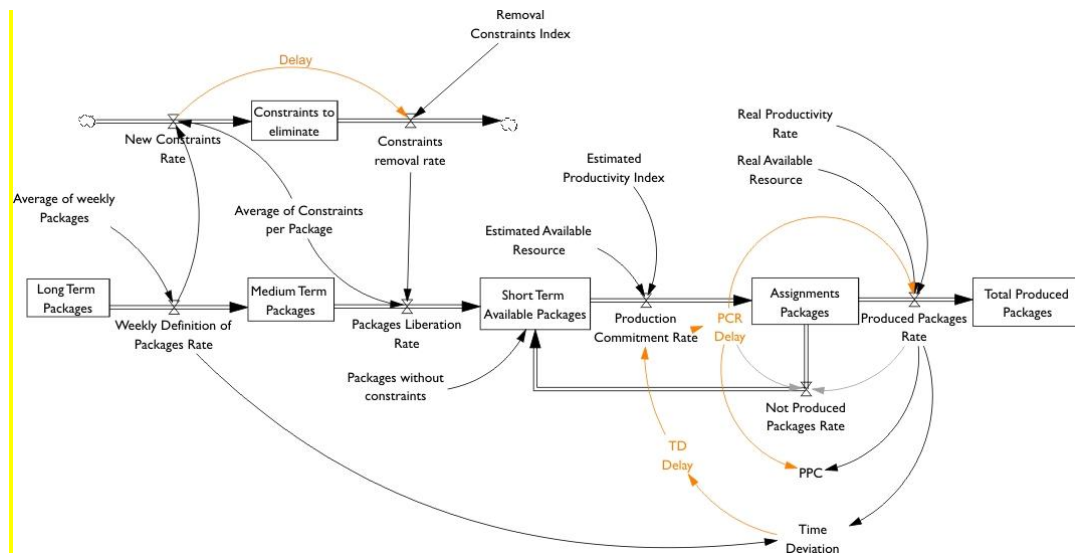 Removal
Constraints Index
Delay
Constraints to
eliminate
New Constraints
Rate
Constraints
removal rate
Real Productivity
Rate
Real Available
Resource
Estimated
Productivity Index
Average of weekly
Packages
Average of Constraints
per Package
Estimated Available
Resource
Long Term
Packages
Medium Term
Packages
Short Term
Available Packages
Assignments
Packages
Total Produced
Packages
Weekly Definition of
Packages Rate
Packages Liberation
Rate
Production
Commitment Rate
PCR
Delay
Produced Packages
Rate
Packages without
constraints
Not Produced
Packages Rate
TD
Delay
PPC
Time
Deviation